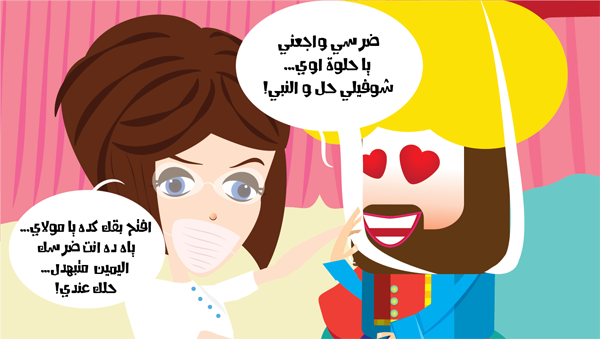 ضرسي واجعني
يا حلوة اوي...
شوفيلي حل و النبي!
افتح بقك كده يا مولاي...
ياه ده انت ضرسك
اليمين متبهدل...
حلك عندي!